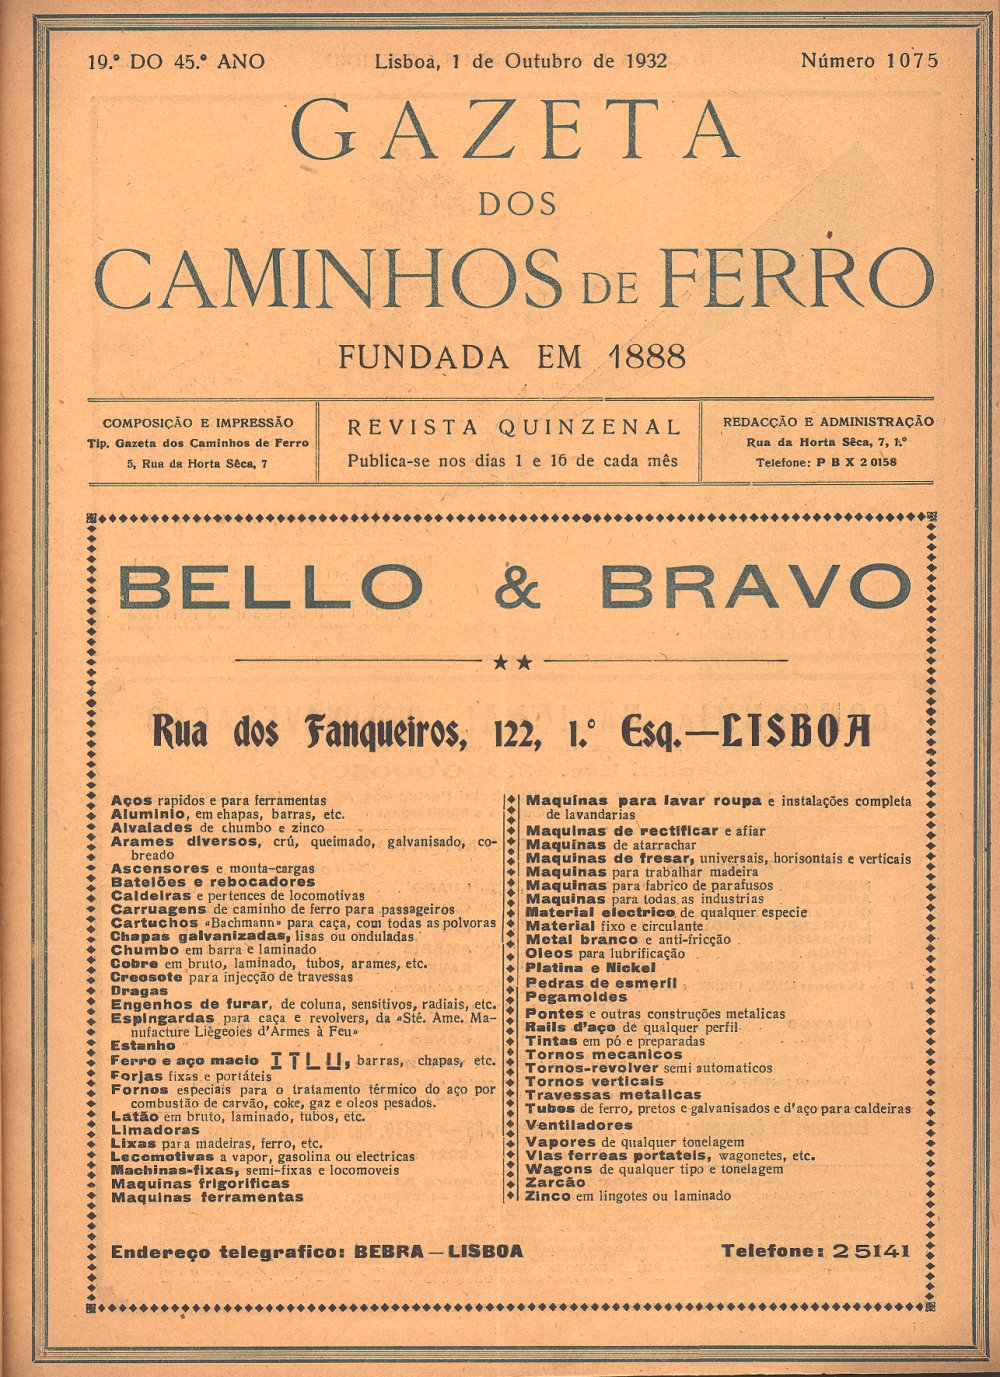 19.º DO 45.º ANO
Lisboa, 1 de Outubro de 1932
Número 1075
GAZETA
DOS
CAMINHOS DE FERRO
FUNDADA EM 1888
COMPOSIÇÃO E IMPRESSÃO
Tip. Gazeta dos Caminhos de Ferro
5, Rua da Horta Sêca, 7
REVISTA QUINZENAL
Publica-se nos dias 1 e 16 de cada mês
REDACÇÃO E ADMINISTRAÇÃO
Rua da Horta Sêca, 7, 1.º
Telefone: P B X 2 0158
BELLO & BRAVO
Rua dos Fanqueiros, 122, 1.º Esq.—LISBOA
Aços rapidos e para ferramentas
Aluminio, em ehapas, barras, etc.
Alvaiades de chumbo e zinco
Arames diversos, crú, queimado, galvanisado, co-
breado
Ascensores e monta-cargas
Batelões e rebocadores
Caldeiras e pertences de locomotivas
Carruagens de caminho de ferro para passageiros
Cartuchos «Bachmann» para caça, com todas as polvoras
Chapas galvanizadas, lisas ou onduladas
Chumbo em barra e laminado
Cobre em bruto, laminado, tubos, arames, etc.
Creosote para injecção de travessas
Dragas
Engenhos de furar, de coluna, sensitivos, radiais, etc.
Espingardas para caça e revolvers, da «Sté. Ame. Ma-
nufacture Liègeoies d'Armes à Feu»
Estanho
Ferro e aço macio ITLU, barras, chapas, etc.
Forjas fixas e portáteis
Fornos especiais para o tratamento térmico do aço por
combustão de carvão, coke, gaz e oleos pesados.
Latão em bruto, laminado, tubos, etc.
Limadoras
Lixas para madeiras, ferro, etc.
Locomotivas a vapor, gasolina ou electricas
Machinas-fixas, semi-fixas e locomoveis
Maquinas frigorificas
Maquinas ferramentas
Maquinas para lavar roupa e instalações completa
de lavandarias
Maquinas de rectificar e afiar
Maquinas de atarrachar
Maquinas de fresar, universais, horisontais e verticais
Maquinas para trabalhar madeira
Maquinas para fabrico de parafusos
Maquinas para todas as industrias
Material electrico de qualquer especie
Material fixo e circulante
Metal branco e anti-fricção
Oleos para lubrificação
Platina e Nickel
Pedras de esmeril
Pegamoides
Pontes e outras construções metalicas
Rails d'aço de qualquer perfil
Tintas em pó e preparadas
Tornos mecanicos
Tornos-revolver semi automaticos
Tornos verticais
Travessas metalicas
Tubos de ferro, pretos e galvanisados e d'aço para caldeiras
Ventiladores
Vapores de qualquer tonelagem
Vias ferreas portateis, wagonetes, etc.
Wagons de qualquer tipo e tonelagem
Zarcão
Zinco em lingotes ou laminado
Endereço telegrafico: BEBRA — LISBOA
Telefone: 2 5141